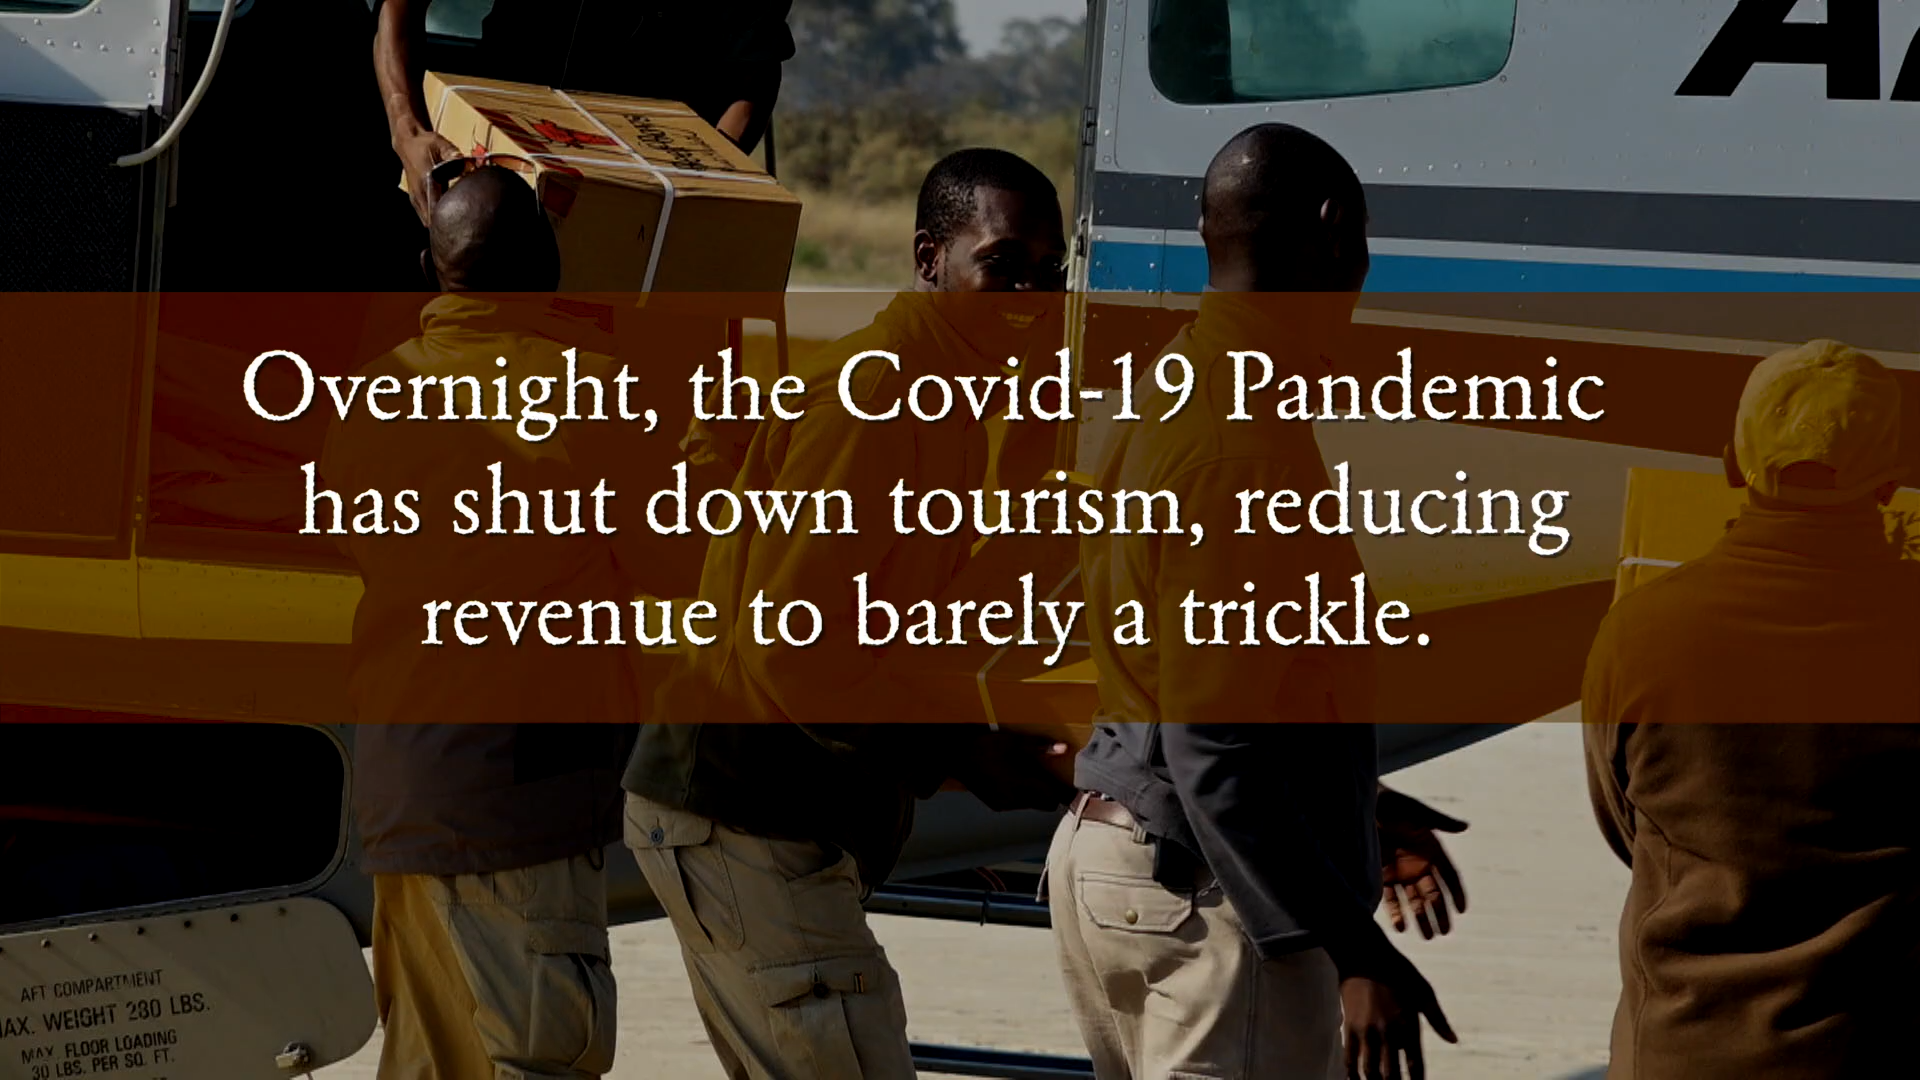 Overnight, the Covid-19 Pandemic
has shut down tourism, reducing
revenue to barely a trickle.
AFT COMPARTMENT
MAX. WEIGHT 280 LBS.
MAX. FLOOR LOADING
30 LBS. PER SQ. FT.